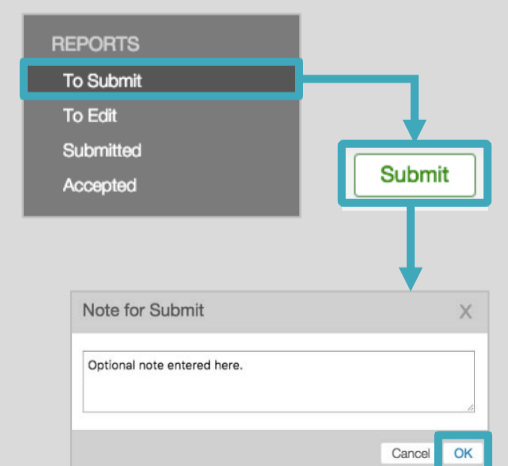 REPORTS
To Submit
To Edit
Submitted
Accepted
Submit
Note for Submit
X
Optional note entered here.
Cancel
OK